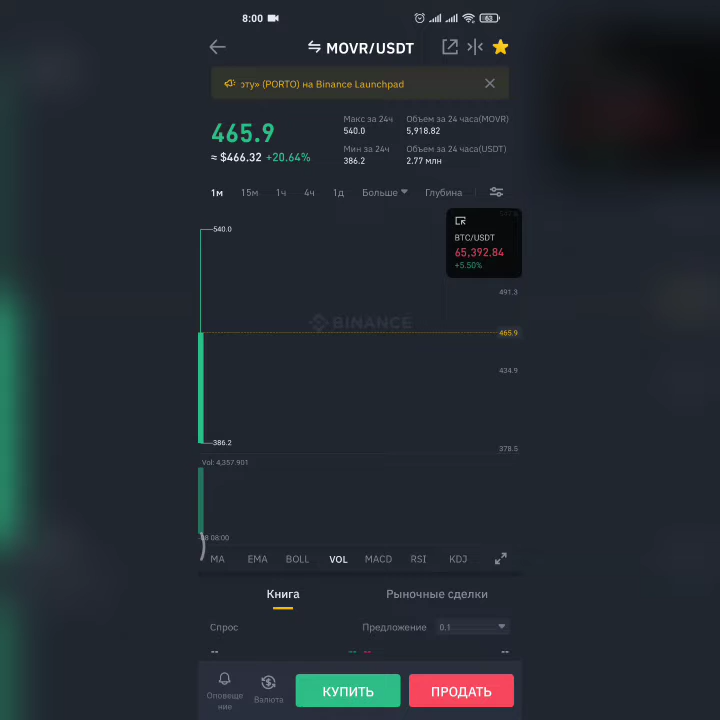 8:00
63
MOVR/USDT
оту» (PORTO) на Binance Launchpad
465.9
≈ $466.32 +20.64%
Макс за 24ч
540.0
Мин за 24ч
386.2
Объем за 24 часа(MOVR)
5,918.82
Объем за 24 часа(USDT)
2.77 млн
1м 15м 1ч 4ч 1д Больше Глубина
540.0
BTC/USDT
65,392.84
+5.50%
491.3
BINANCE
465.9
434.9
386.2
378.5
Vol: 4,357.901
08:00
MA EMA BOLL VOL MACD RSI KDJ
Книга Рыночные сделки
Спрос Предложение 0.1
-- -- -- --
Оповеще
ние
Валюта
КУПИТЬ
ПРОДАТЬ